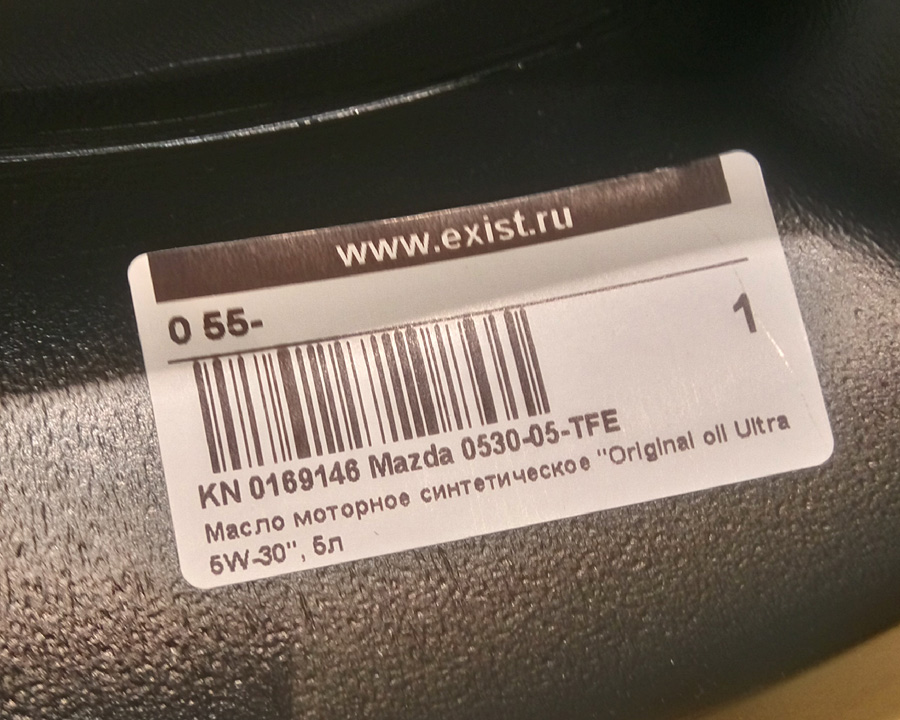 www.exist.ru
0 55-
1
KN 0169146 Mazda 0530-05-TFE
Масло моторное синтетическое "Original oil Ultra
5W-30", 5л